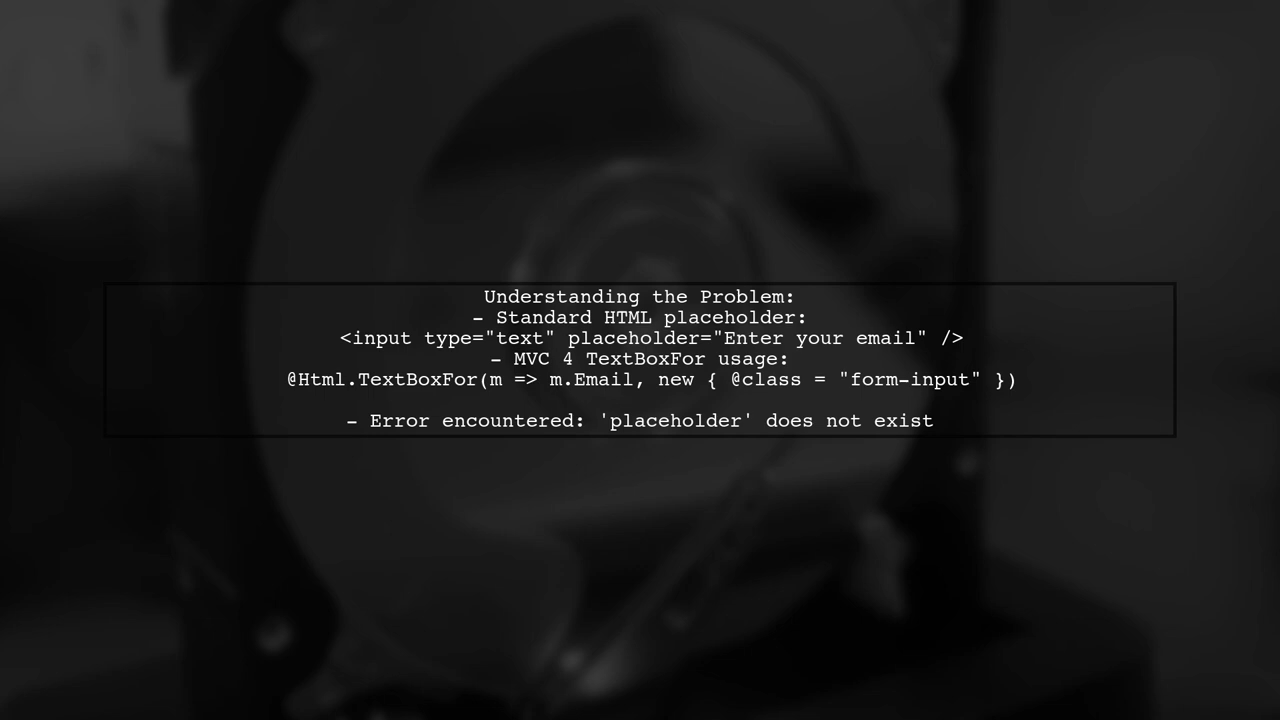 Understanding the Problem:
– Standard HTML placeholder:
<input type="text" placeholder="Enter your email" />
– MVC 4 TextBoxFor usage:
@Html.TextBoxFor(m => m.Email, new { @class = "form-input" })
– Error encountered: 'placeholder' does not exist